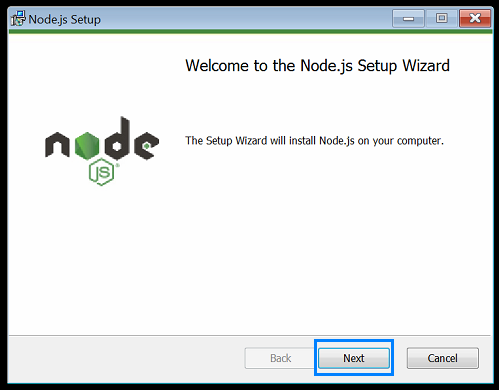 Node.js Setup
Welcome to the Node.js Setup Wizard
node
JS
The Setup Wizard will install Node.js on your computer.
Back Next Cancel